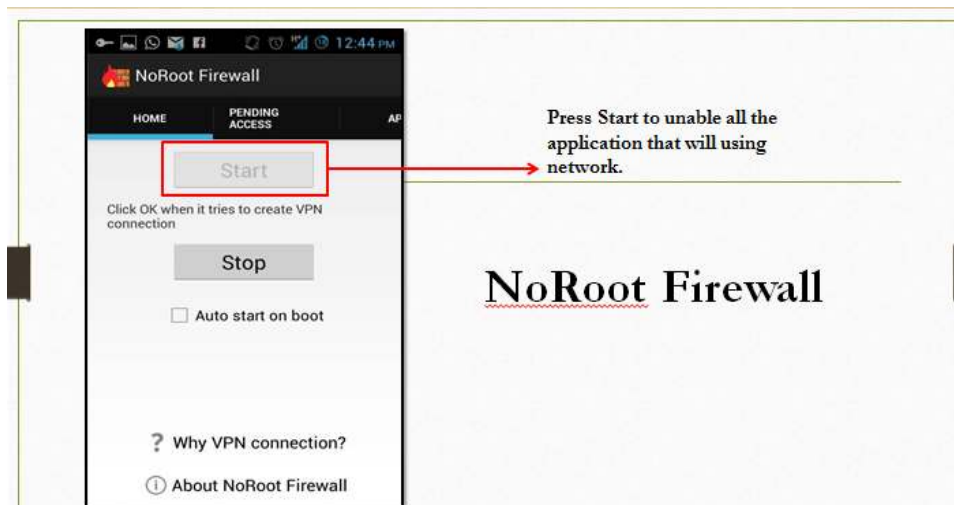 12:44 PM
NoRoot Firewall
HOME
PENDING
ACCESS
AP
Start
Click OK when it tries to create VPN
connection
Stop
Auto start on boot
? Why VPN connection?
About NoRoot Firewall
Press Start to unable all the
application that will using
network.
NoRoot Firewall